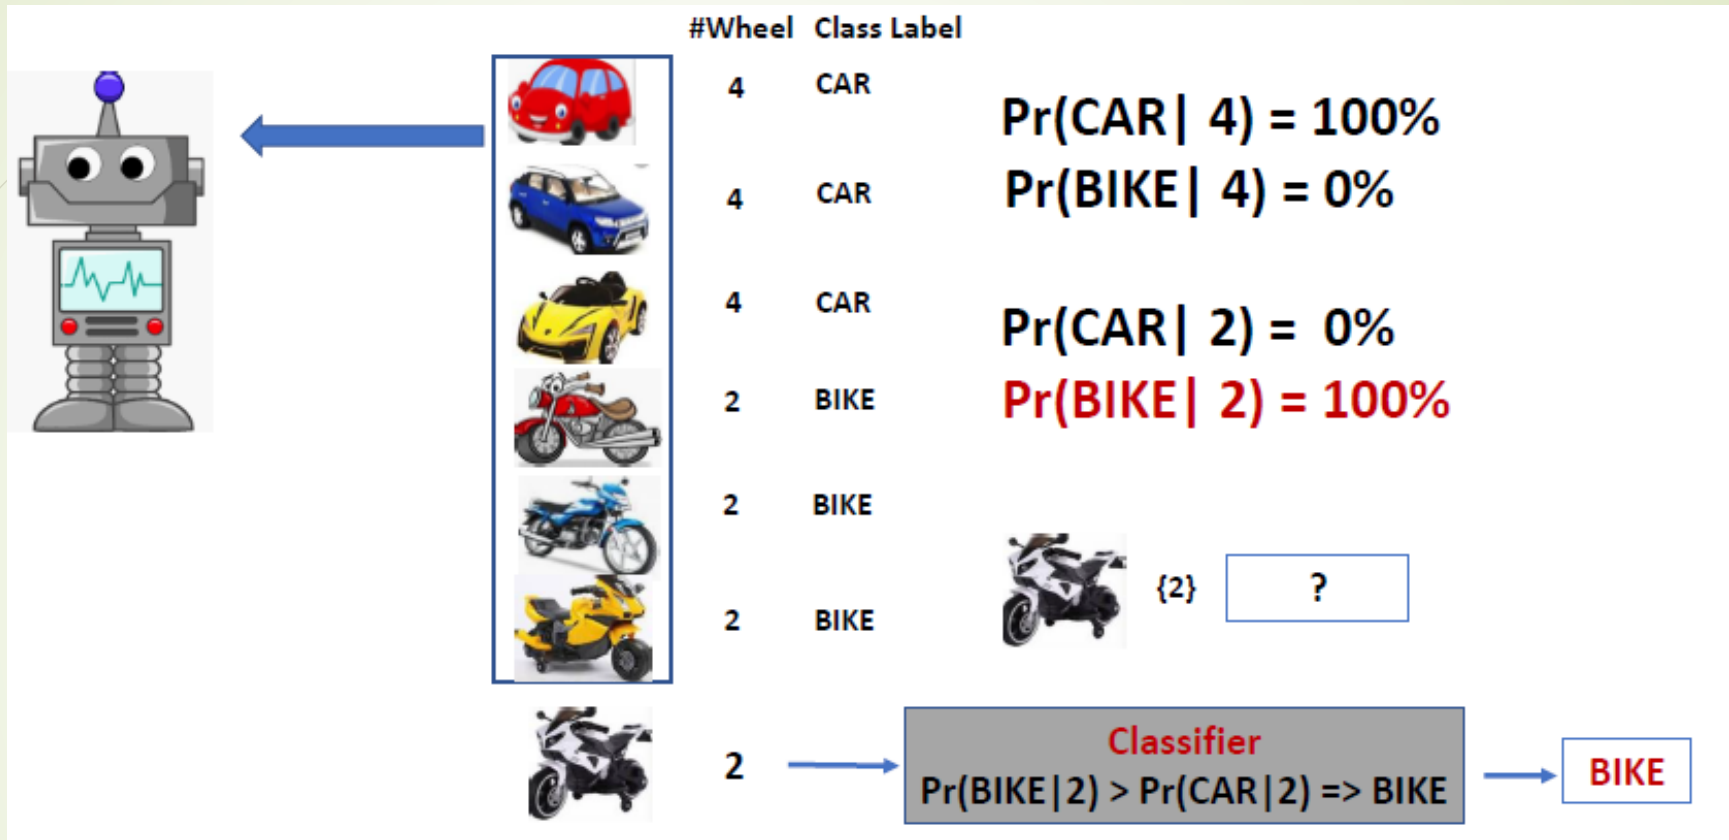 #Wheel Class Label
4 CAR
4 CAR
4 CAR
2 BIKE
2 BIKE
2 BIKE
Pr(CAR| 4) = 100%
Pr(BIKE| 4) = 0%
Pr(CAR| 2) = 0%
Pr(BIKE| 2) = 100%
{2} ?
2
Classifier
Pr(BIKE|2) > Pr(CAR|2) => BIKE
BIKE